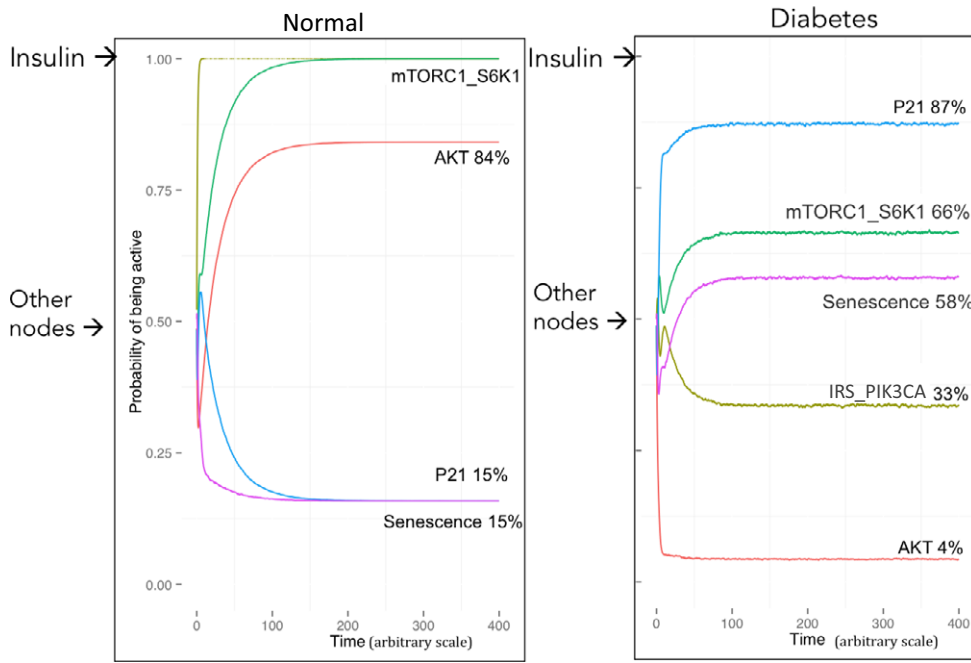 Normal
Insulin →
1.00
mTORC1_S6K1
AKT 84%
0.75
Probability of being active
Other
nodes →
0.50
0.25
P21 15%
Senescence 15%
0.00
0
100
200
300
400
Time (arbitrary scale)
Diabetes
Insulin →
P21 87%
mTORC1_S6K1 66%
Senescence 58%
Other
nodes →
IRS_PIK3CA 33%
AKT 4%
0
100
200
300
400
Time (arbitrary scale)